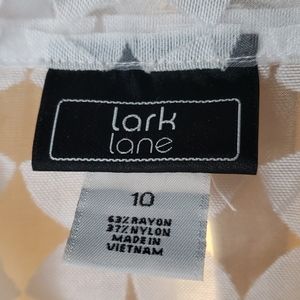 lark
lane
10
63% RAYON
37% NYLON
MADE IN
VIETNAM